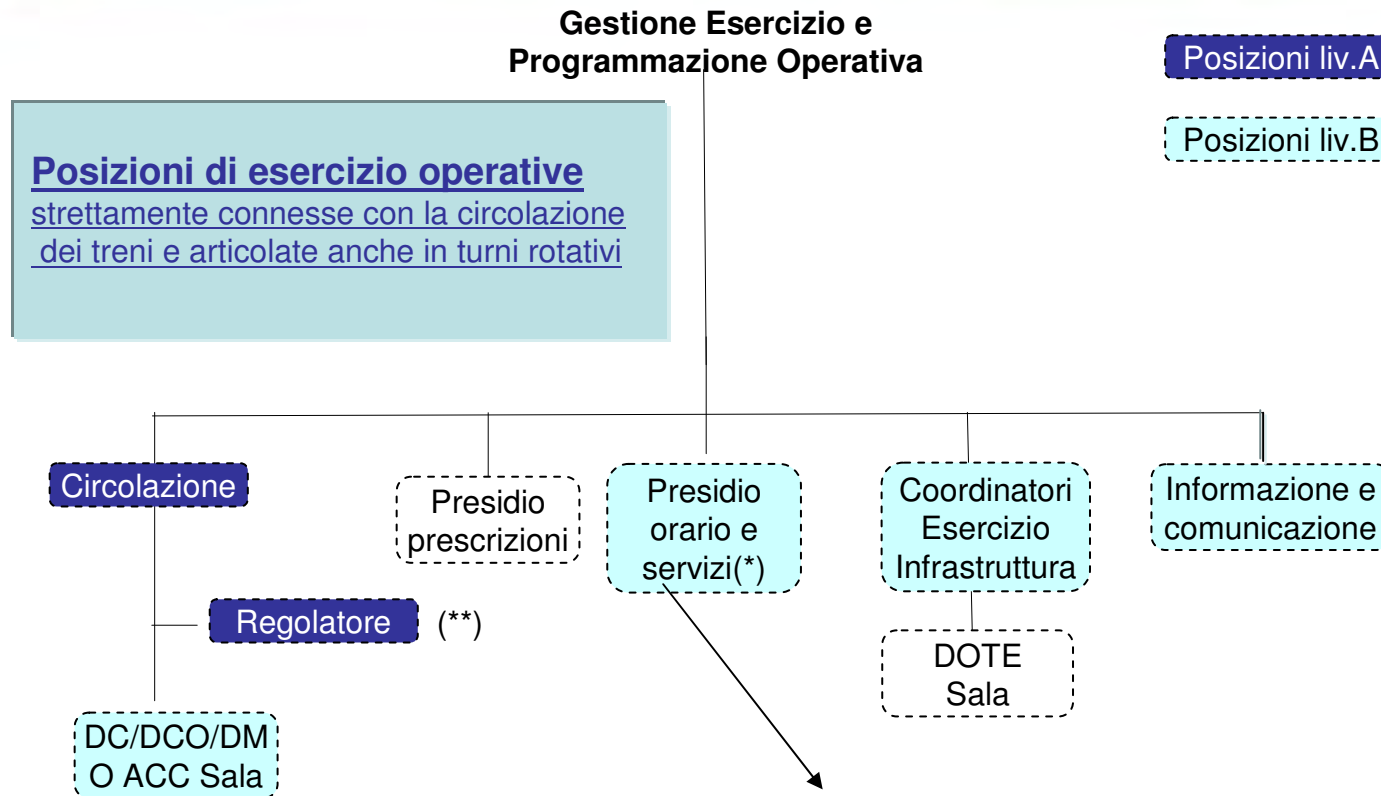 Gestione Esercizio e
Programmazione Operativa
Posizioni liv.A
Posizioni liv.B
Posizioni di esercizio operative
strettamente connesse con la circolazione
dei treni e articolate anche in turni rotativi
Circolazione
Presidio
prescrizioni
Presidio
orario e
servizi(*)
Coordinatori
Esercizio
Infrastruttura
Informazione e
comunicazione
Regolatore (**)
DOTE
Sala
DC/DCO/DM
O ACC Sala